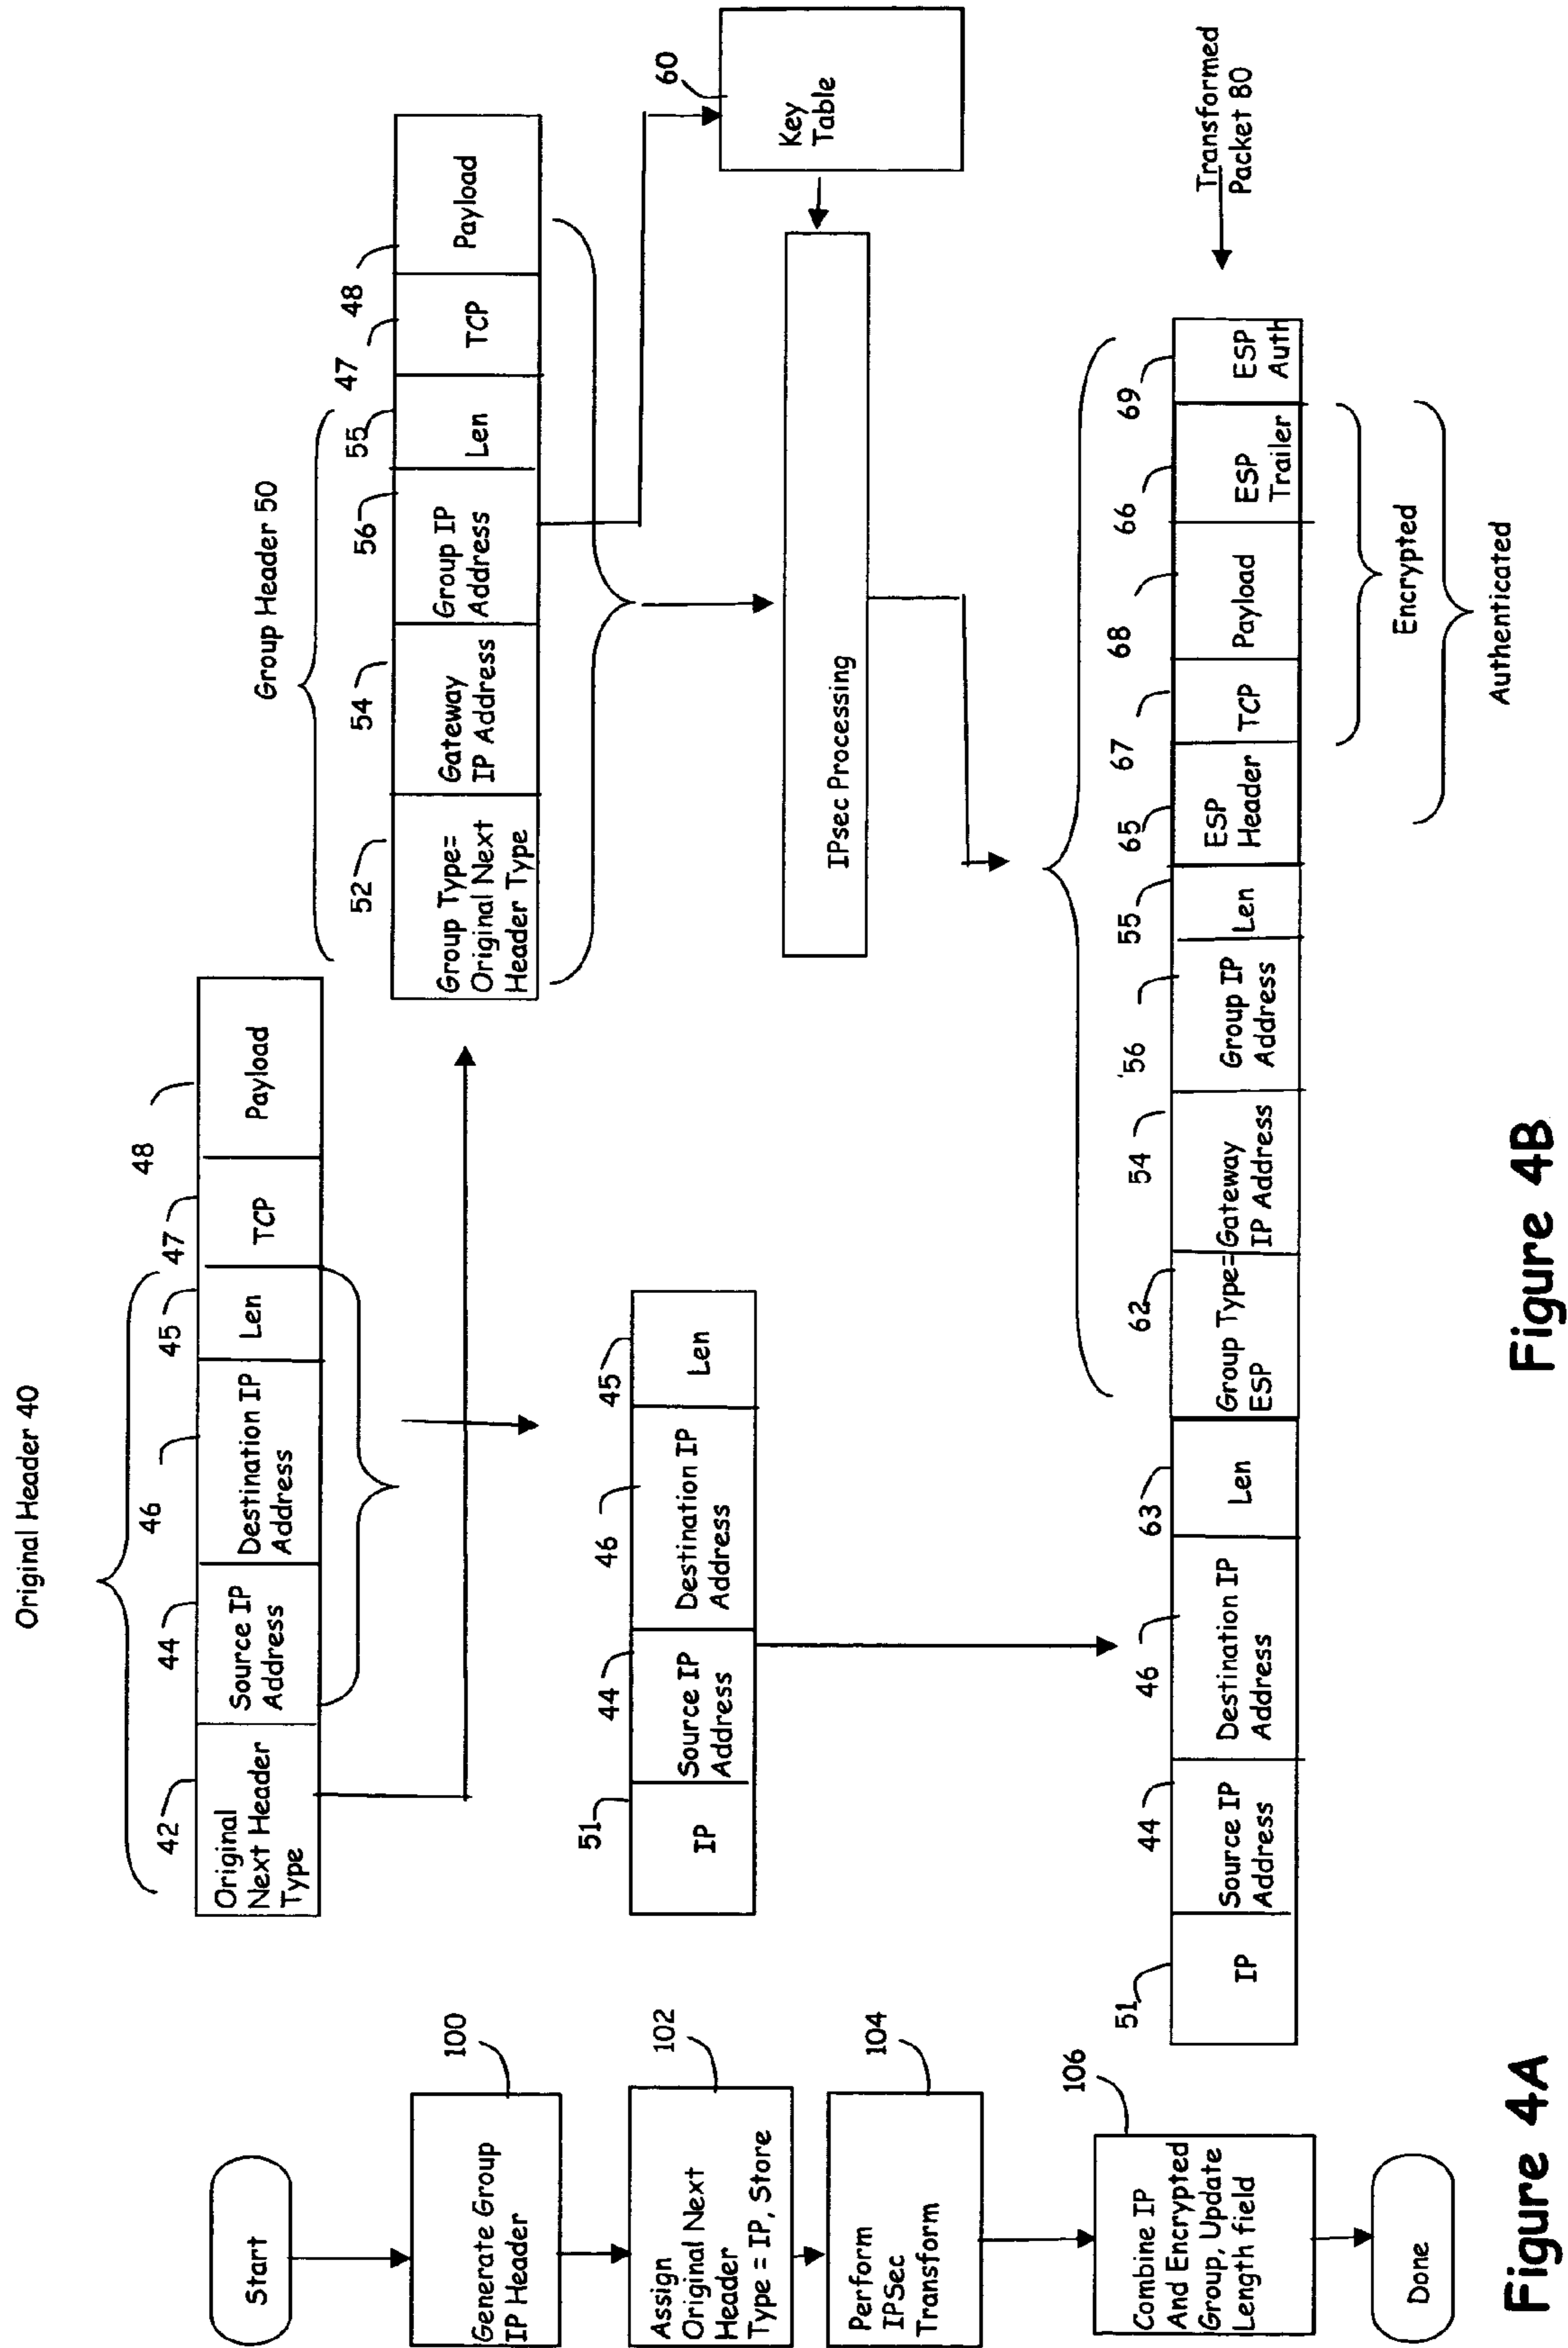 Start
Generate Group
IP Header
100
Assign
Original Next
Header
Type = IP, Store
102
Perform
IPSec
Transform
104
Combine IP
And Encrypted
Group, Update
Length field
106
Done
Figure 4A
Original Header 40
42
44
46
45
47
48
Original
Next Header
Type
Source IP
Address
Destination IP
Address
Len
TCP
Payload
Group Header 50
52
54
56
55
47
48
Group Type=
Original Next
Header Type
Gateway
IP Address
Group IP
Address
Len
TCP
Payload
51
44
46
45
IP
Source IP
Address
Destination IP
Address
Len
60
Key
Table
IPsec Processing
51
44
46
63
62
54
'56
55
65
67
68
66
69
IP
Source IP
Address
Destination IP
Address
Len
Group Type=
ESP
Gateway
IP Address
Group IP
Address
Len
ESP
Header
TCP
Payload
ESP
Trailer
ESP
Auth
Transformed
Packet 80
Encrypted
Authenticated
Figure 4B